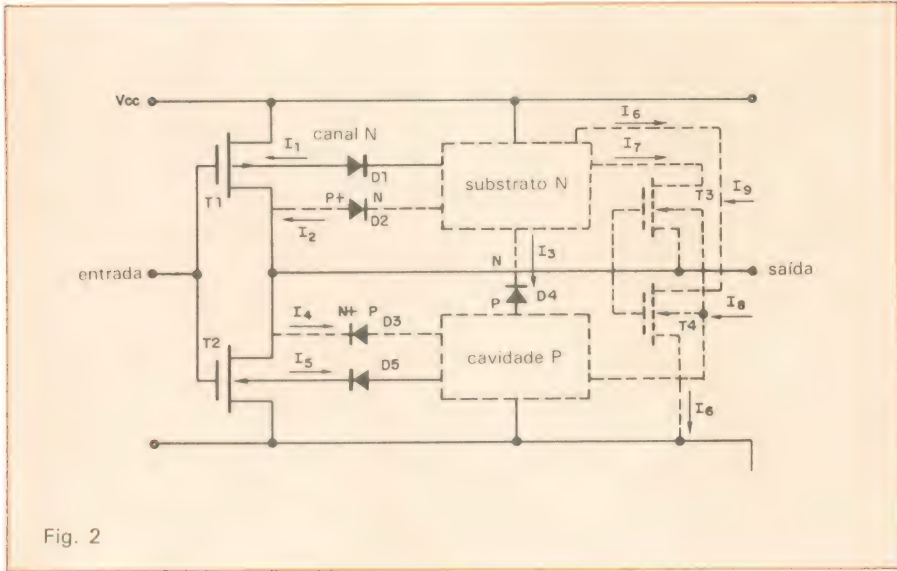 Vcc
I6
canal N
I1
I7
D1
substrato N
T1
P+ N
D2
T3
I9
I2
I3
N
entrada
saída
P
D4
I4
N+ P
D3
T4
I8
T2
I5
D5
cavidade P
I6
Fig. 2